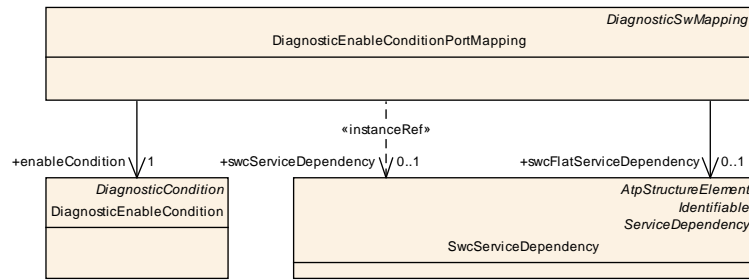 DiagnosticSwMapping
DiagnosticEnableConditionPortMapping
«instanceRef»
+enableCondition 1 +swcServiceDependency 0..1 +swcFlatServiceDependency 0..1
DiagnosticCondition
DiagnosticEnableCondition
AtpStructureElement
Identifiable
ServiceDependency
SwcServiceDependency